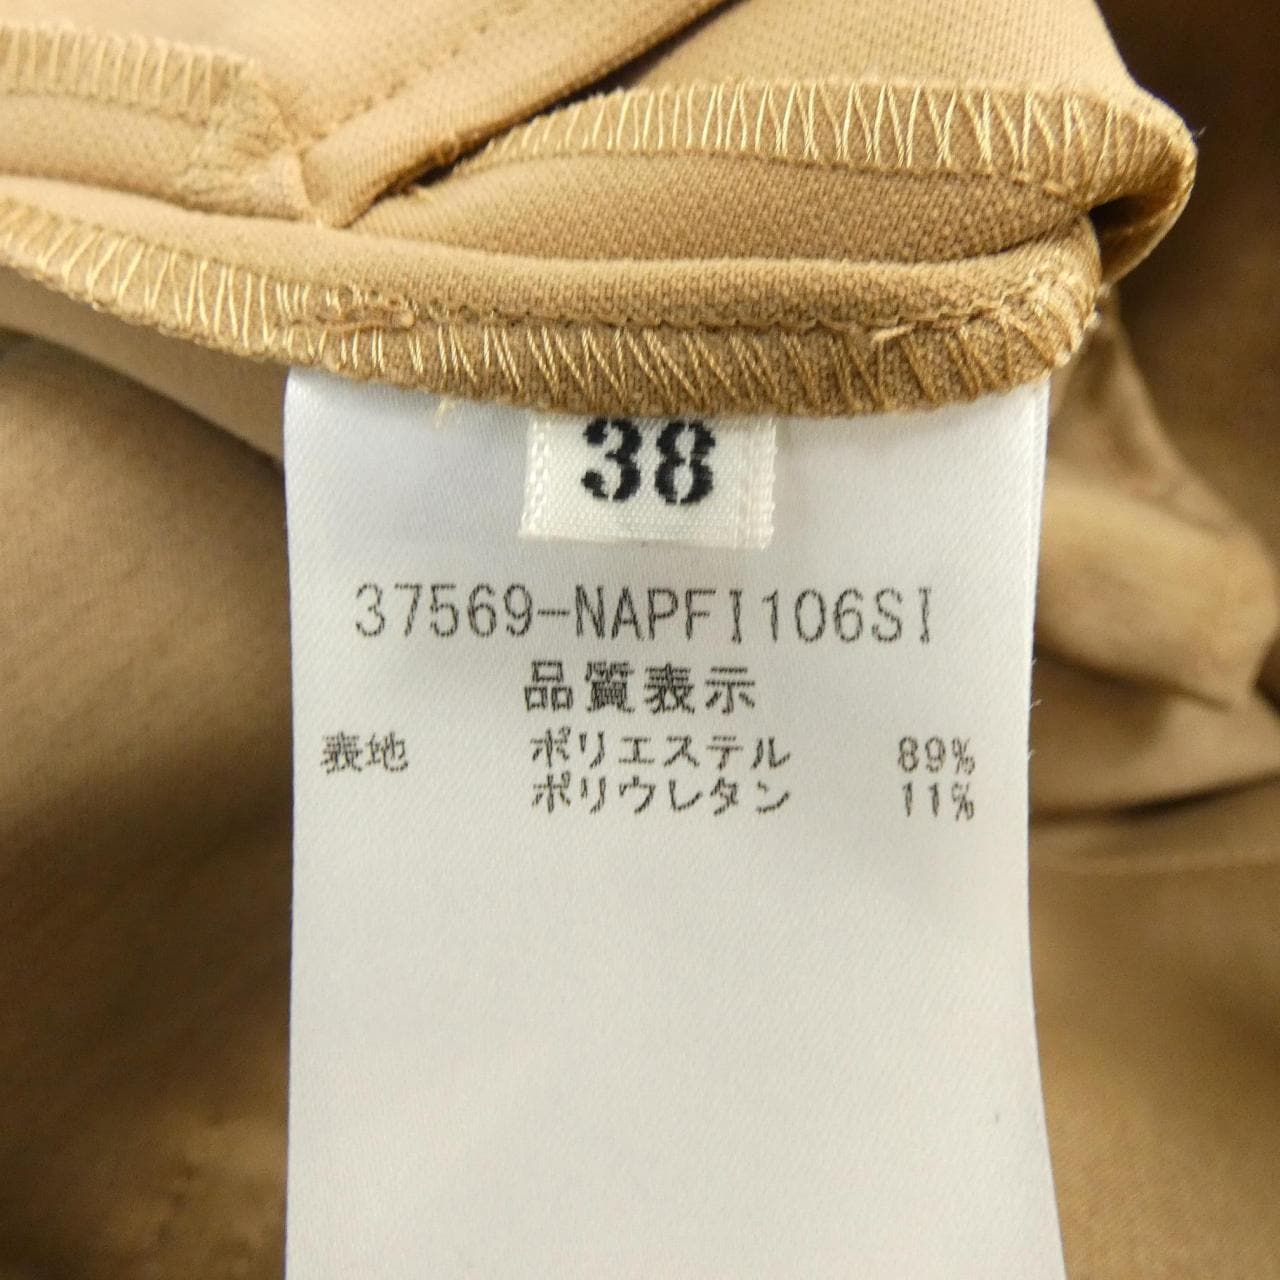 38
37569-NAPFI106SI
品質表示
表地 ポリエステル 89%
ポリウレタン 11%